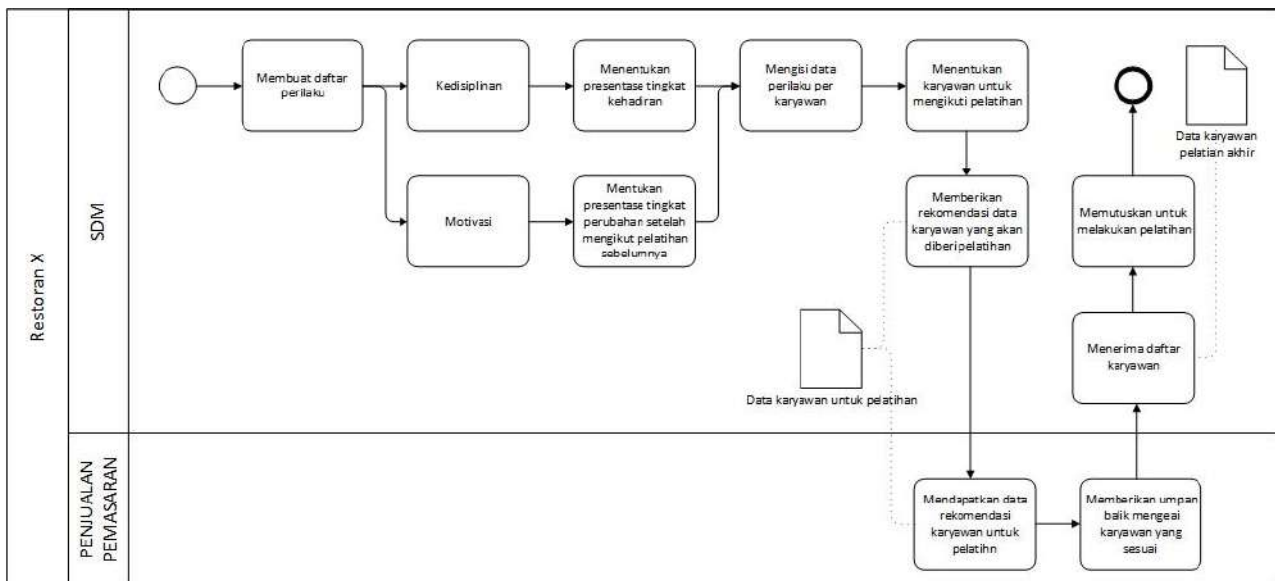 Restoran X
SDM
Membuat daftar
perilaku
Kedisiplinan
Menentukan
presentase tingkat
kehadiran
Mengisi data
perilaku per
karyawan
Menentukan
karyawan untuk
mengikuti pelatihan
Data karyawan
pelatian akhir
Motivasi
Mentukan
presentase tingkat
perubahan setelah
mengikut pelatihan
sebelumnya
Memberikan
rekomendasi data
karyawan yang akan
diberi pelatihan
Memutuskan untuk
melakukan pelatihan
Data karyawan untuk pelatihan
Menerima daftar
karyawan
PENJUALAN
PEMASARAN
Mendapatkan data
rekomendasi
karyawan untuk
pelatihn
Memberikan umpan
balik mengeai
karyawan yang
sesuai